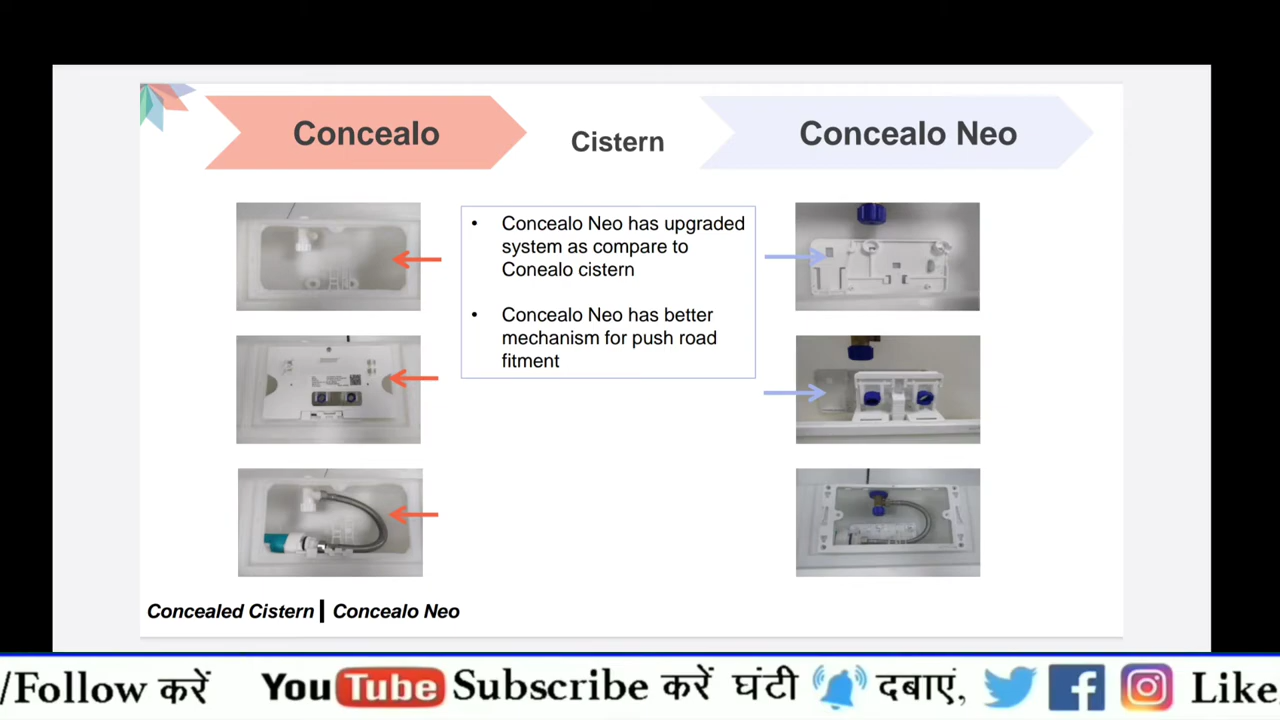 Concealo
Cistern
Concealo Neo
• Concealo Neo has upgraded
system as compare to
Conealo cistern
• Concealo Neo has better
mechanism for push road
fitment
Concealed Cistern | Concealo Neo
/Follow करें YouTube Subscribe करें घंटी दबाएं, Like